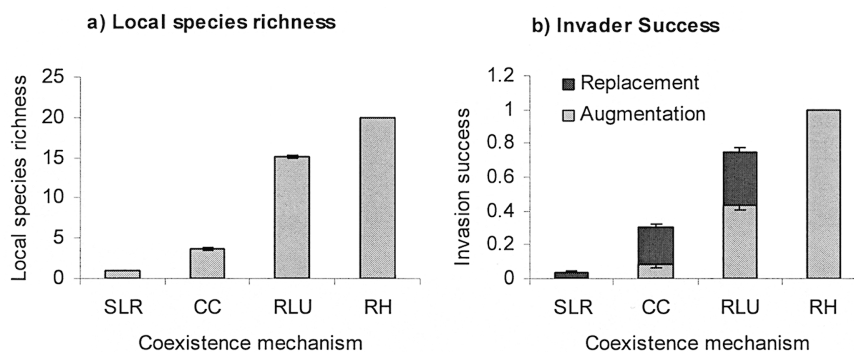 a) Local species richness
Local species richness
25
20
15
10
5
0
SLR CC RLU RH
Coexistence mechanism
b) Invader Success
Invasion success
1.2
1
0.8
0.6
0.4
0.2
0
Replacement
Augmentation
SLR CC RLU RH
Coexistence mechanism